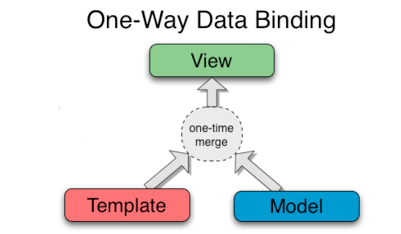 One-Way Data Binding
View
one-time
merge
Template
Model